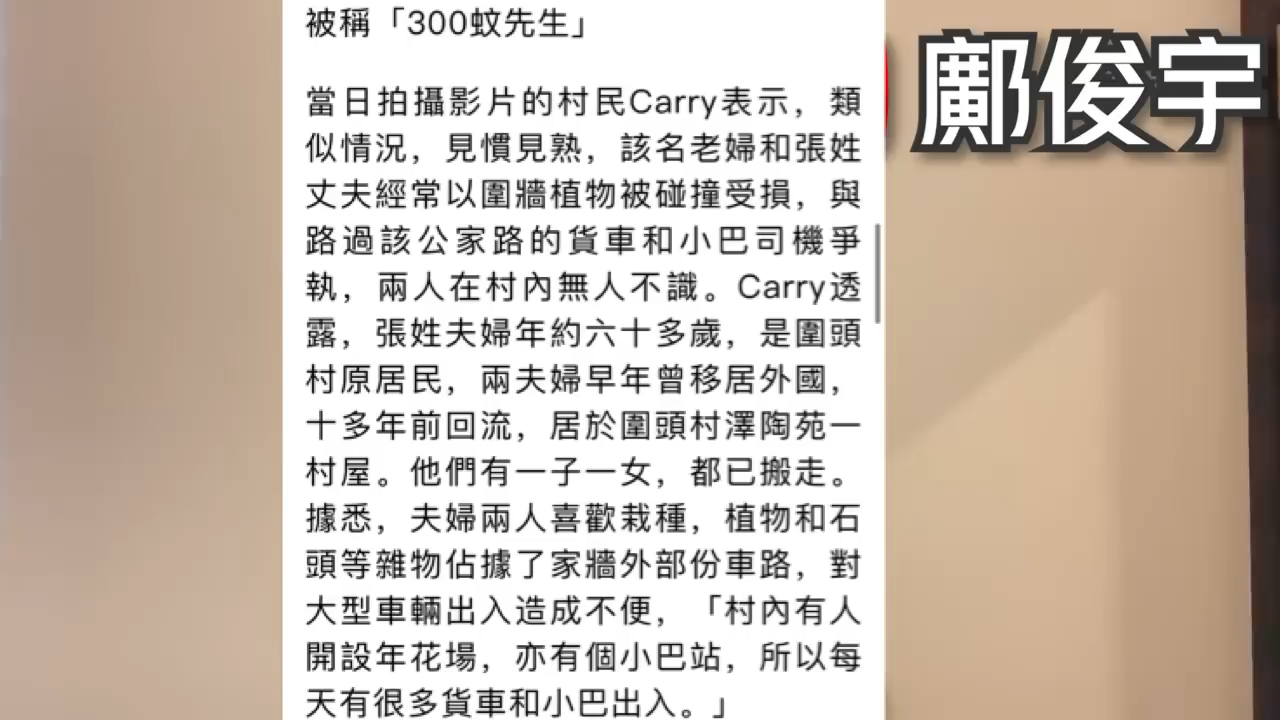 被稱「300蚊先生」
當日拍攝影片的村民Carry表示，類
似情況，見慣見熟，該名老婦和張姓
丈夫經常以圍牆植物被碰撞受損，與
路過該公家路的貨車和小巴司機爭
執，兩人在村內無人不識。Carry透
露，張姓夫婦年約六十多歲，是圍頭
村原居民，兩夫婦早年曾移居外國，
十多年前回流，居於圍頭村澤陶苑一
村屋。他們有一子一女，都已搬走。
據悉，夫婦兩人喜歡栽種，植物和石
頭等雜物佔據了家牆外部份車路，對
大型車輛出入造成不便，「村內有人
開設年花場，亦有個小巴站，所以每
天有很多貨車和小巴出入。」
鄺俊宇